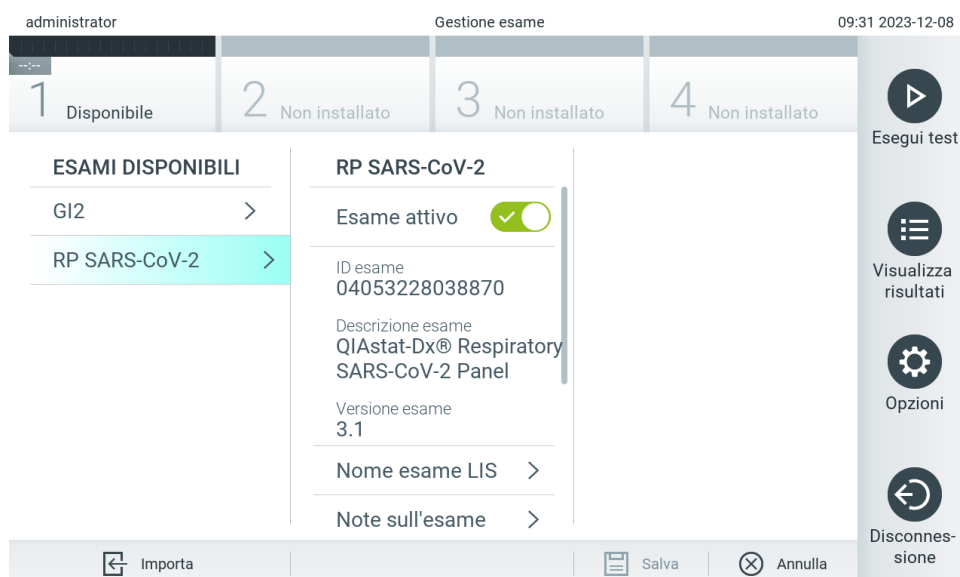 administrator
Gestione esame
09:31 2023-12-08
--:--
1 Disponibile
2 Non installato
3 Non installato
4 Non installato
Esegui test
ESAMI DISPONIBILI
GI2
RP SARS-CoV-2
RP SARS-CoV-2
Esame attivo
ID esame
04053228038870
Descrizione esame
QIAstat-Dx® Respiratory
SARS-CoV-2 Panel
Versione esame
3.1
Nome esame LIS
Note sull'esame
Visualizza
risultati
Opzioni
Disconnes-
sione
Importa
Salva
Annulla